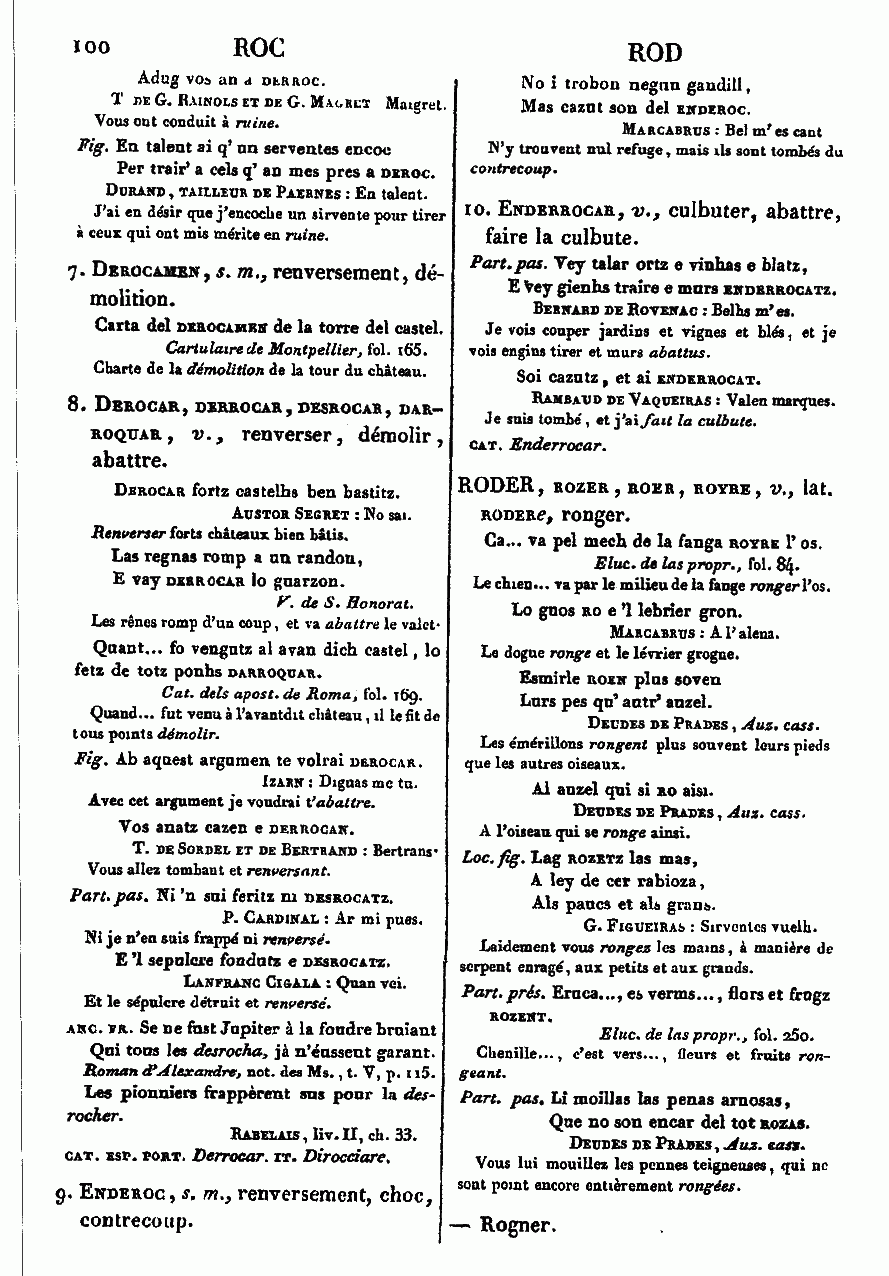 100 ROC
Adug vos an a DERROC.
T. DE G. RAINOLS ET DE G. MAGRET : Maigret.
Vous ont conduit à ruine.
Fig. En talent ai q' un serventes encoc
Per trair' a cels q' an mes pres a DEROC.
DURAND, TAILLEUR DE PAERNES : En talent.
J'ai en désir que j'encoche un sirvente pour tirer
à ceux qui ont mis mérite en ruine.
7. DEROCAMEN, s. m., renversement, dé-
molition.
Carta del DEROCAMEN de la torre del castel.
Cartulaire de Montpellier, fol. 165.
Charte de la démolition de la tour du château.
8. DEROCAR, DERROCAR, DESROCAR, DAR-
ROQUAR, v., renverser, démolir,
abattre.
DEROCAR fortz castelhs ben bastitz.
AUSTOR SEGRET : No sai.
Renverser forts châteaux bien bâtis.
Las regnas romp a un randon,
E vay DERROCAR lo guarzon.
V. de S. Honorat.
Les rênes romp d'un coup, et va abattre le valet.
Quant... fo vengutz al avan dich castel, lo
fetz de totz ponhs DARROQUAR.
Cat. dels apost. de Roma, fol. 169.
Quand... fut venu à l'avantdit château, il le fit de
tous points démolir.
Fig. Ab aquest argumen te volrai DEROCAR.
IZARN : Diguas me tu.
Avec cet argument je voudrai t'abattre.
Vos anatz cazen e DERROCAN.
T. DE SORDEL ET DE BERTRAND : Bertrans.
Vous allez tombant et renversant.
Part. pas. Ni 'n sui feritz ni DESROCATZ.
P. CARDINAL : Ar mi pues.
Ni je n'en suis frappé ni renversé.
E 'l sepulcre fondutz e DESROCATZ.
LANFRANC CIGALA : Quan vei.
Et le sépulcre détruit et renversé.
ANC. FR. Se ne fust Jupiter à la foudre bruiant
Qui tous les desrocha, jà n'éussent garant.
Roman d'Alexandre, not. des Ms., t. V, p. 115.
Les pionniers frappèrent sus pour la des-
rocher.
RABELAIS, liv. II, ch. 33.
CAT. ESP. PORT. Derrocar. IT. Dirocciare.
9. ENDEROC, s. m., renversement, choc,
contrecoup.
ROD
No i trobon negun gaudill,
Mas cazut son del ENDEROC.
MARCABRUS : Bel m'es cant
N'y trouvent nul refuge, mais ils sont tombés du
contrecoup.
10. ENDERROCAR, v., culbuter, abattre,
faire la culbute.
Part. pas. Vey talar ortz e vinhas e blatz,
E vey gienhs traire e murs ENDERROCATZ.
BERNARD DE ROVENAC : Belhs m'es.
Je vois couper jardins et vignes et blés, et je
vois engins tirer et murs abattus.
Soi cazutz, et ai ENDERROCAT.
RAMBAUD DE VAQUEIRAS : Valen marques.
Je suis tombé, et j'ai fait la culbute.
CAT. Enderrocar.
RODER, ROZER, ROER, ROYRE, v., lat.
RODERe, ronger.
Ca... va pel mech de la fanga ROYRE l' os.
Eluc. de las propr., fol. 84.
Le chien... va par le milieu de la fange ronger l'os.
Lo guos RO e 'l lebrier gron.
MARCABRUS : A l'alena.
Le dogue ronge et le lévrier grogne.
Esmirle ROEN plus soven
Lurs pes qu' autr' auzel.
DEUDES DE PRADES, Auz. cass.
Les émérillons rongent plus souvent leurs pieds
que les autres oiseaux.
Al auzel qui si RO aisi.
DEUDES DE PRADES, Auz. cass.
A l'oiseau qui se ronge ainsi.
Loc. fig. Lag ROZETZ las mas,
A ley de cer rabioza,
Als paucs et als grans.
G. FIGUEIRAS : Sirventes vuelh.
Laidement vous rongez les mains, à manière de
serpent enragé, aux petits et aux grands.
Part. prés. Eruca..., es verms..., flors et frugz
ROZENT.
Eluc. de las propr., fol. 250.
Chenille..., c'est vers..., fleurs et fruits ron-
geant.
Part. pas. Li moillas las penas arnosas,
Que no son encar del tot ROZAS.
DEUDES DE PRADES, Auz. cass.
Vous lui mouillez les pennes teigneuses, qui ne
sont point encore entièrement rongées.
— Rogner.